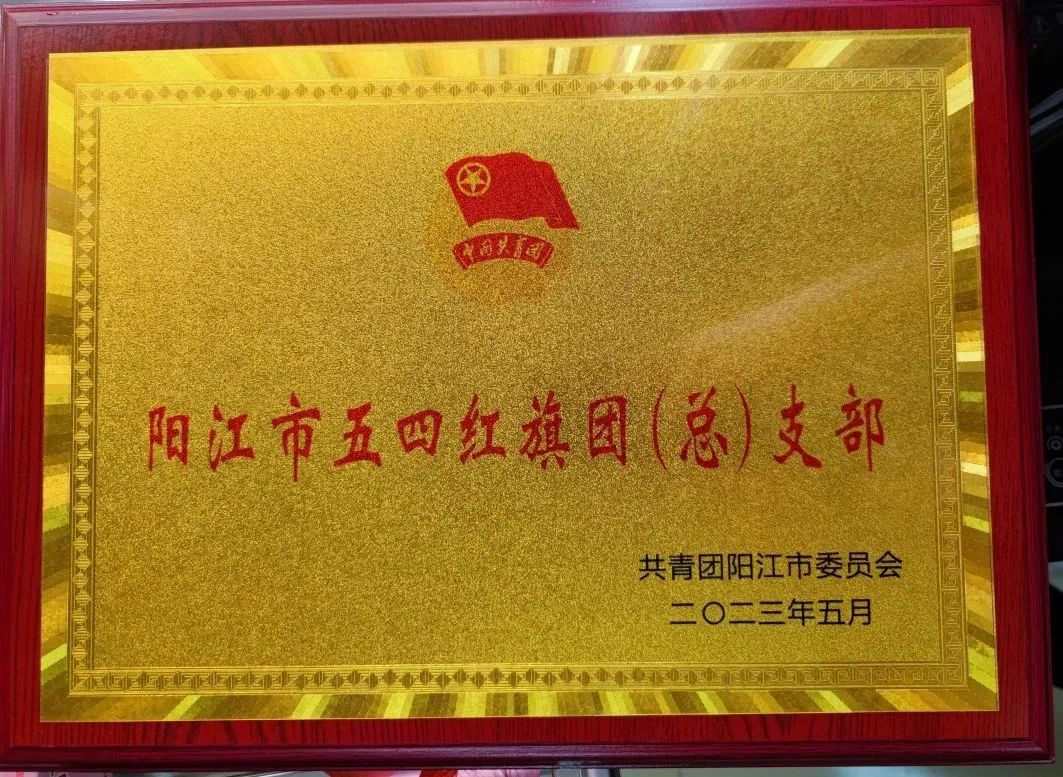 中国共青团
阳江市五四红旗团(总)支部
共青团阳江市委员会
二〇二三年五月